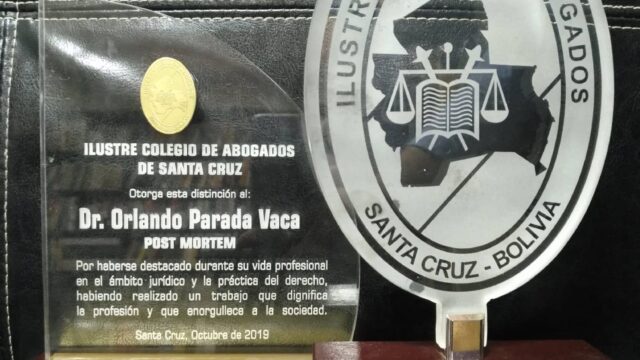 ILUSTRE COLEGIO DE ABOGADOS
DE SANTA CRUZ
Otorga esta distinción al:
Dr. Orlando Parada Vaca
POST MORTEM
Por haberse destacado durante su vida profesional
en el ámbito jurídico y la práctica del derecho,
habiendo realizado un trabajo que dignifica
la profesión y que enorgullece a la sociedad.
Santa Cruz, Octubre de 2019
ILUSTR
OGADOS
SANTA CRUZ - BOLIVIA